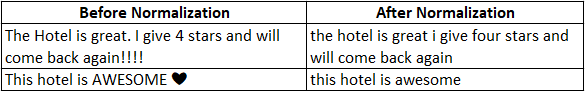 Before Normalization
After Normalization
The Hotel is great. I give 4 stars and will
come back again!!!!
the hotel is great i give four stars and
will come back again
This hotel is AWESOME ♥
this hotel is awesome